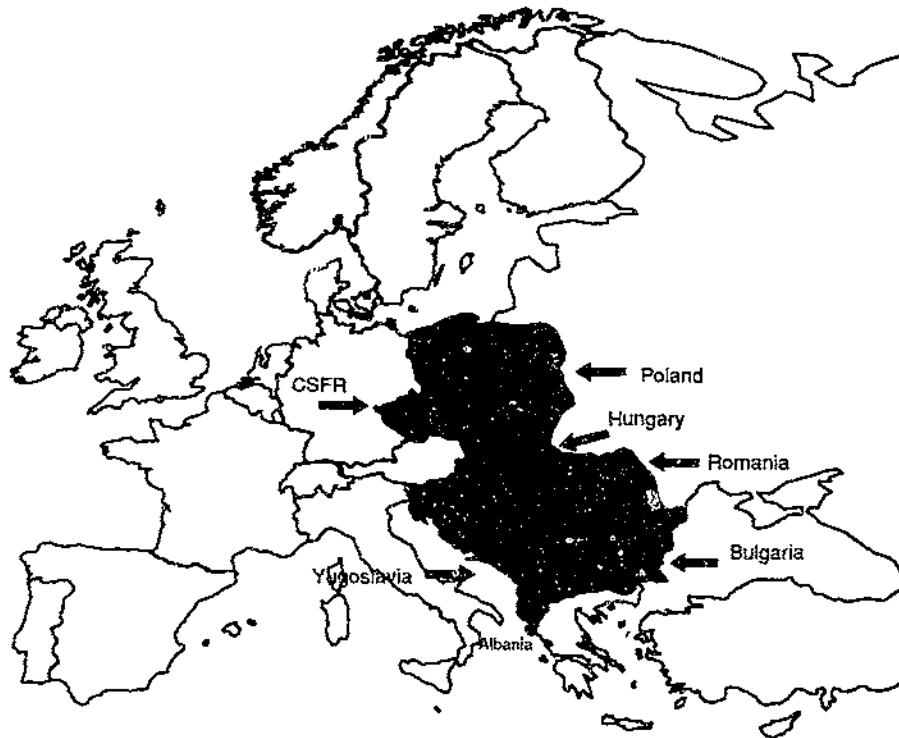 CSFR
Poland
Hungary
Romania
Bulgaria
Yugoslavia
Albania